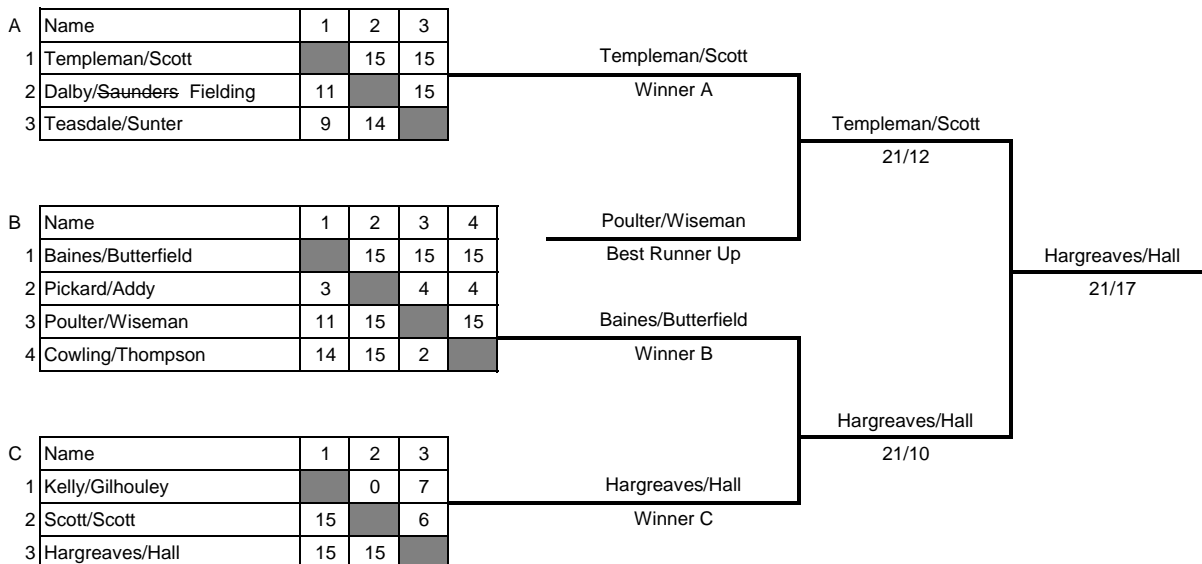 A Name 1 2 3
1 Templeman/Scott 15 15
2 Dalby/Saunders Fielding 11 15
3 Teasdale/Sunter 9 14
Templeman/Scott
Winner A
Templeman/Scott
21/12
B Name 1 2 3 4
1 Baines/Butterfield 15 15 15
2 Pickard/Addy 3 4 4
3 Poulter/Wiseman 11 15 15
4 Cowling/Thompson 14 15 2
Poulter/Wiseman
Best Runner Up
Hargreaves/Hall
21/17
Baines/Butterfield
Winner B
Hargreaves/Hall
21/10
C Name 1 2 3
1 Kelly/Gilhouley 0 7
2 Scott/Scott 15 6
3 Hargreaves/Hall 15 15
Hargreaves/Hall
Winner C